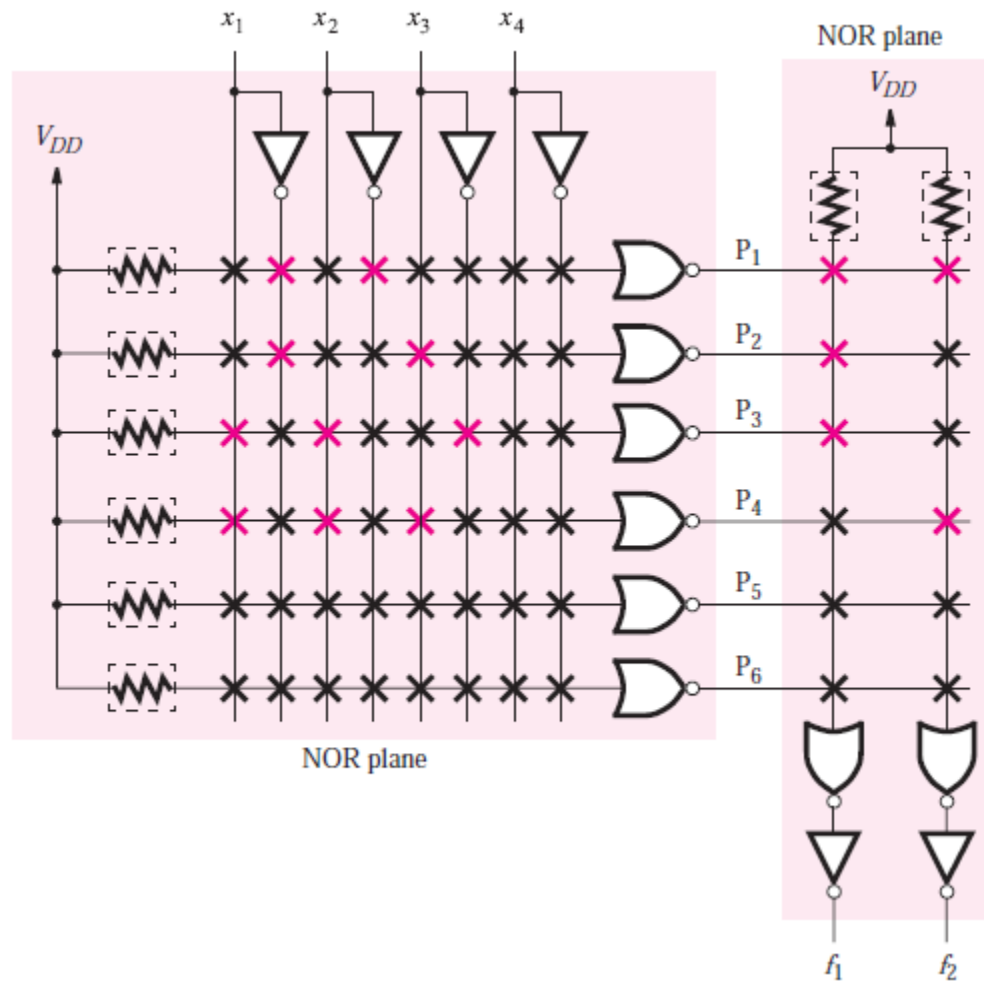 x1 x2 x3 x4
NOR plane
VDD
VDD
P1
P2
P3
P4
P5
P6
NOR plane
f1 f2